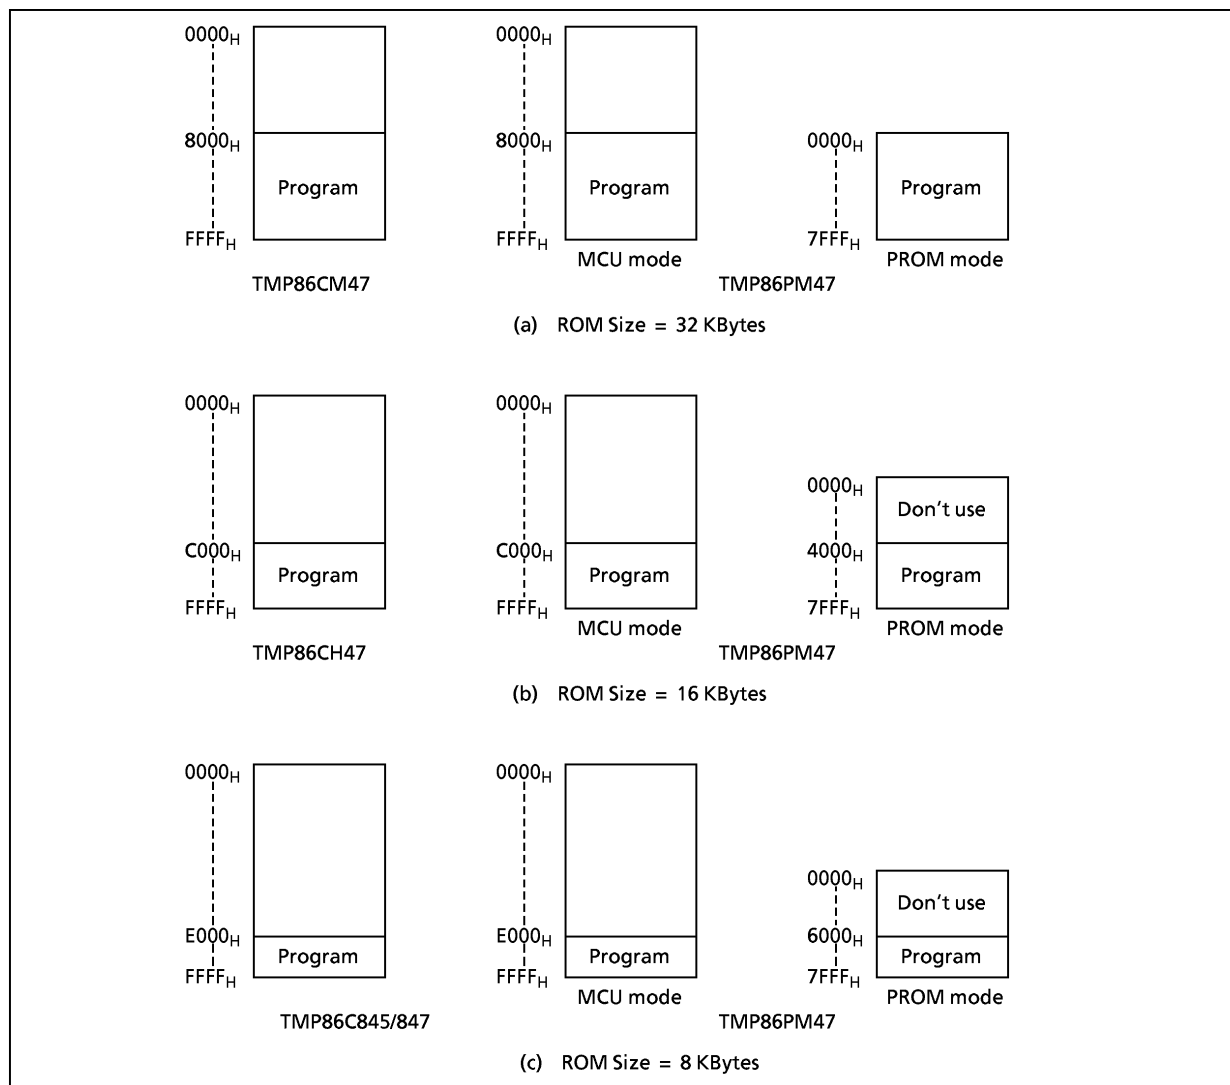 0000H 0000H
8000H 8000H 0000H
Program Program Program
FFFFH FFFFH 7FFFH
MCU mode PROM mode
TMP86CM47 TMP86PM47
(a) ROM Size = 32 KBytes
0000H 0000H
0000H
Don't use
C000H C000H 4000H
Program Program Program
FFFFH FFFFH 7FFFH
MCU mode PROM mode
TMP86CH47 TMP86PM47
(b) ROM Size = 16 KBytes
0000H 0000H
0000H
Don't use
E000H E000H 6000H
Program Program Program
FFFFH FFFFH 7FFFH
MCU mode PROM mode
TMP86C845/847 TMP86PM47
(c) ROM Size = 8 KBytes